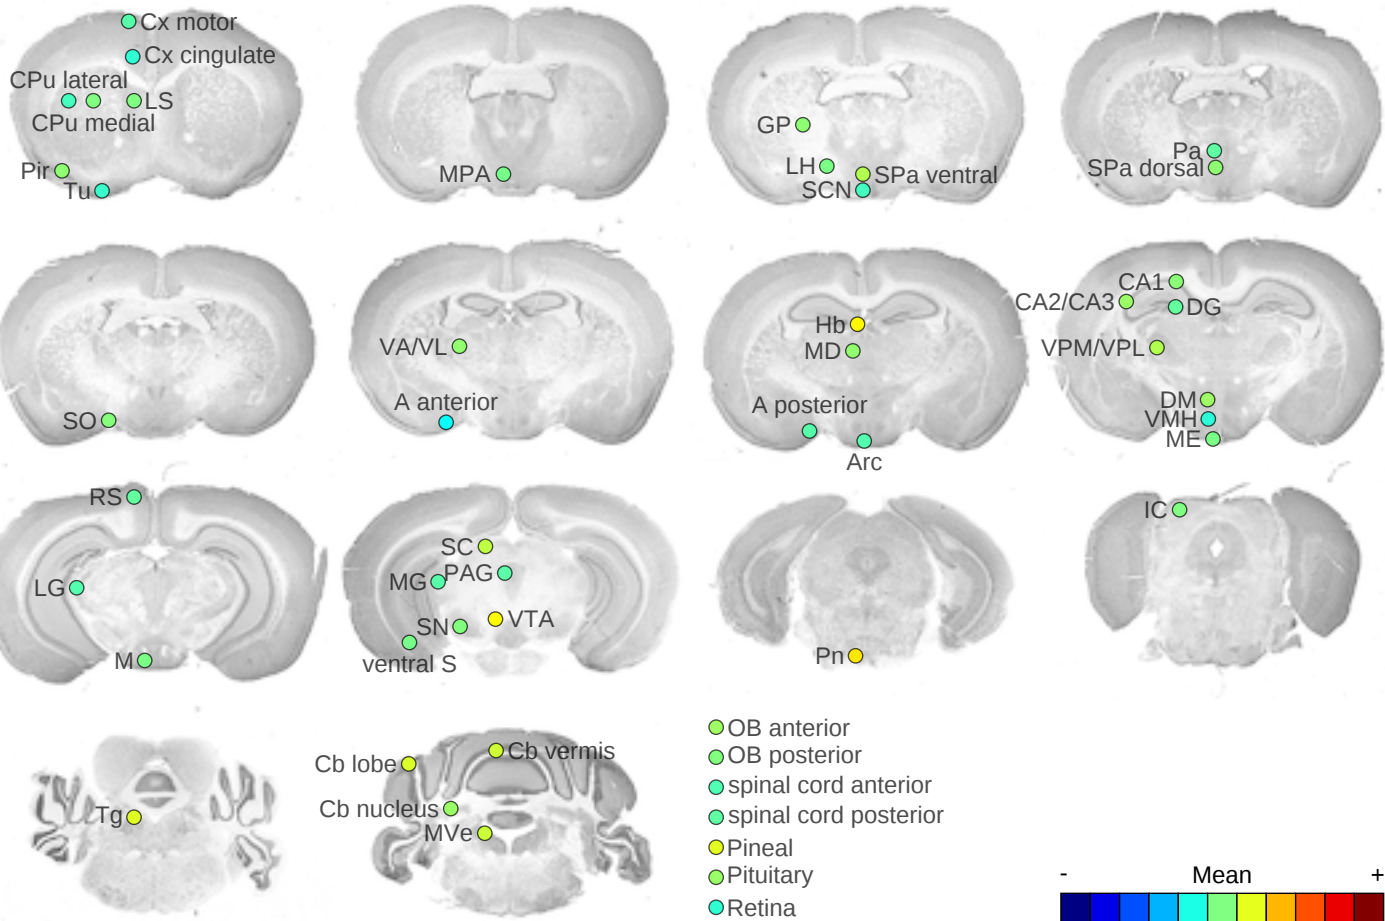 Cx motor
Cx cingulate
CPu lateral
LS
CPu medial
Pir
Tu
MPA
GP
LH
SPa ventral
SCN
Pa
SPa dorsal
SO
VA/VL
A anterior
Hb
MD
A posterior
Arc
CA1
CA2/CA3
DG
VPM/VPL
DM
VMH
ME
RS
LG
M
SC
PAG
MG
SN
VTA
ventral S
Pn
IC
Tg
Cb lobe
Cb vermis
Cb nucleus
MVe
OB anterior
OB posterior
spinal cord anterior
spinal cord posterior
Pineal
Pituitary
Retina
- Mean +